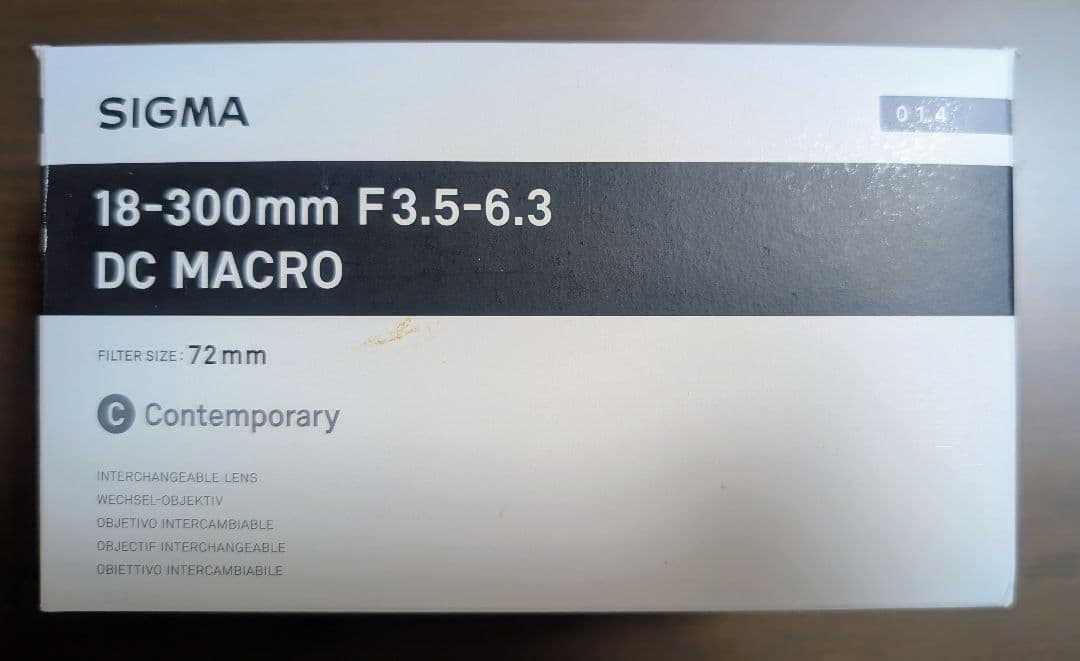 SIGMA
014
18-300mm F3.5-6.3
DC MACRO
FILTER SIZE: 72mm
C Contemporary
INTERCHANGEABLE LENS
WECHSEL-OBJEKTIV
OBJETIVO INTERCAMBIABLE
OBJECTIF INTERCHANGEABLE
OBIETTIVO INTERCAMBIABILE